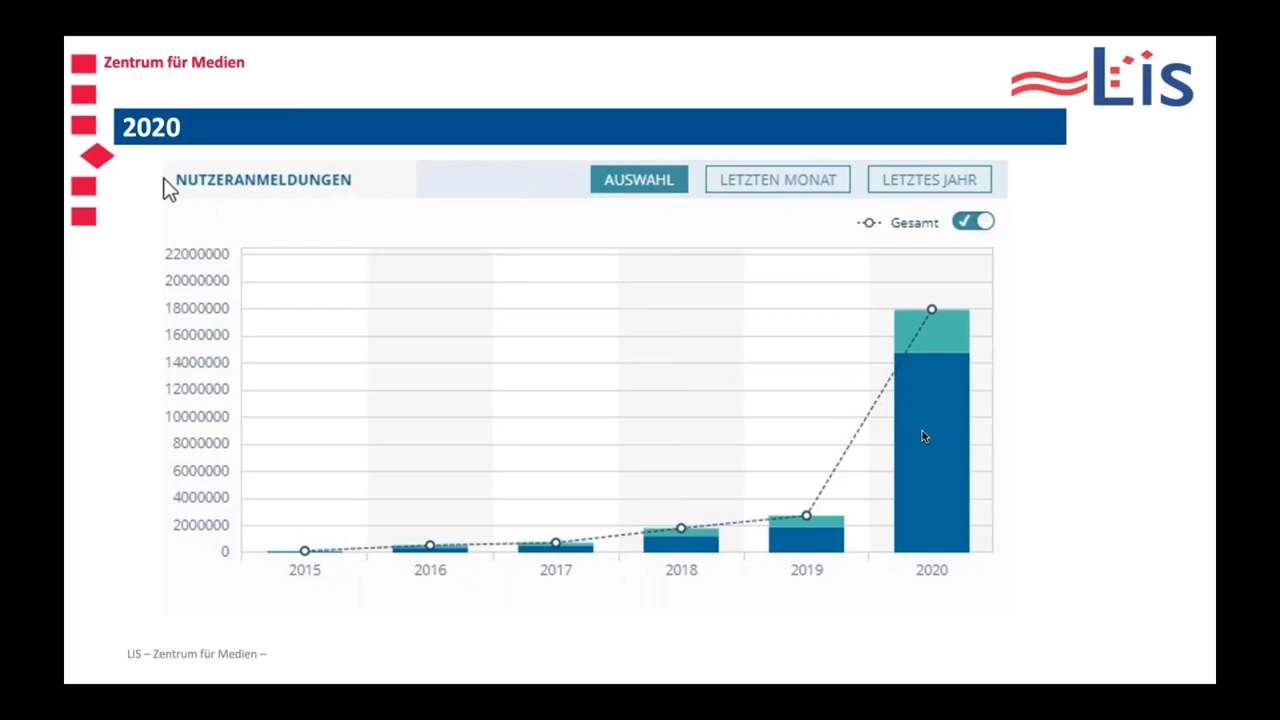 Zentrum für Medien
LIS
2020
NUTZERANMELDUNGEN
AUSWAHL
LETZTEN MONAT
LETZTES JAHR
Gesamt
22000000
20000000
18000000
16000000
14000000
12000000
10000000
8000000
6000000
4000000
2000000
0
2015 2016 2017 2018 2019 2020
LIS – Zentrum für Medien –